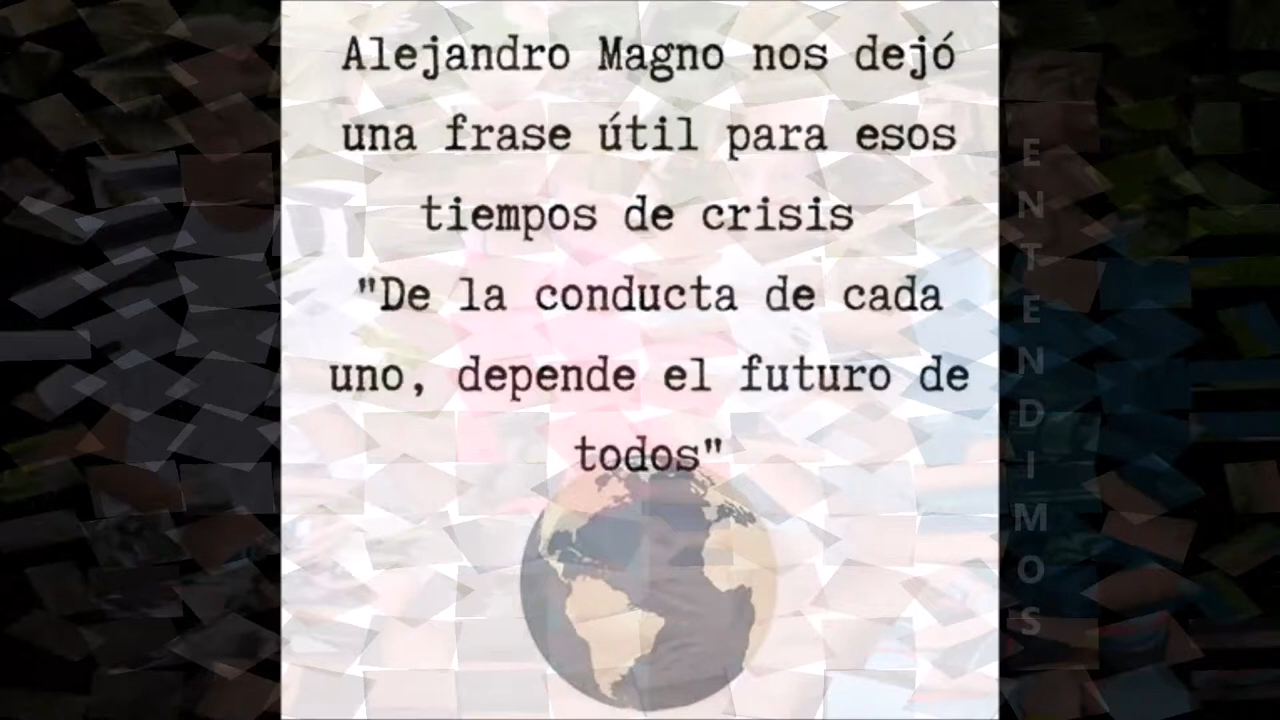 Alejandro Magno nos dejó
una frase útil para esos
tiempos de crisis
"De la conducta de cada
uno, depende el futuro de
todos"
ENTENDIMOS